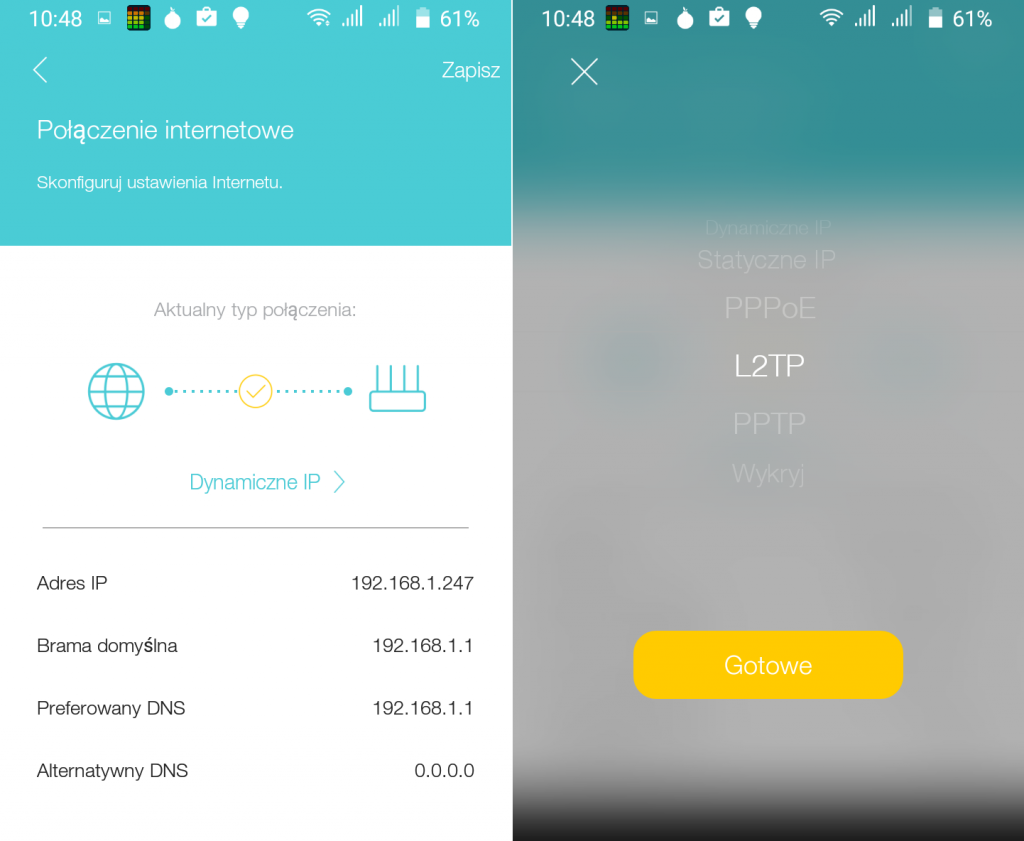 10:48 61%
Zapisz
Połączenie internetowe
Skonfiguruj ustawienia Internetu.
Aktualny typ połączenia:
Dynamiczne IP
Adres IP 192.168.1.247
Brama domyślna 192.168.1.1
Preferowany DNS 192.168.1.1
Alternatywny DNS 0.0.0.0
10:48 61%
Dynamiczne IP
Statyczne IP
PPPoE
L2TP
PPTP
Wykryj
Gotowe